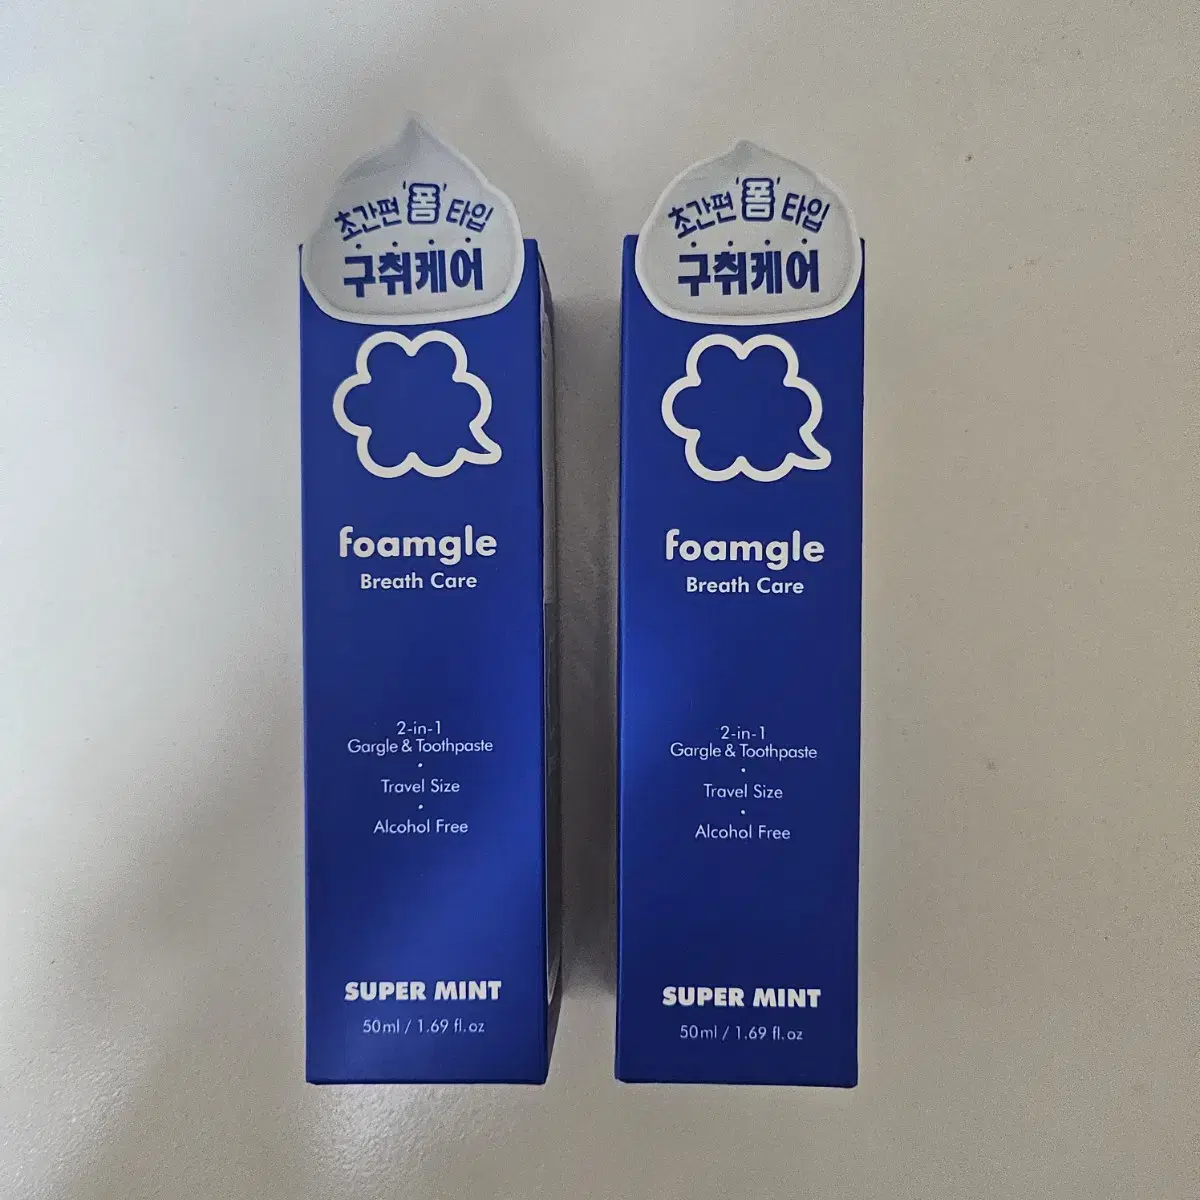 초간편 '폼' 타입
구취케어
foamgle
Breath Care
2-in-1
Gargle & Toothpaste
Travel Size
Alcohol Free
SUPER MINT
50ml / 1.69 fl.oz
초간편 '폼' 타입
구취케어
foamgle
Breath Care
2-in-1
Gargle & Toothpaste
Travel Size
Alcohol Free
SUPER MINT
50ml / 1.69 fl.oz